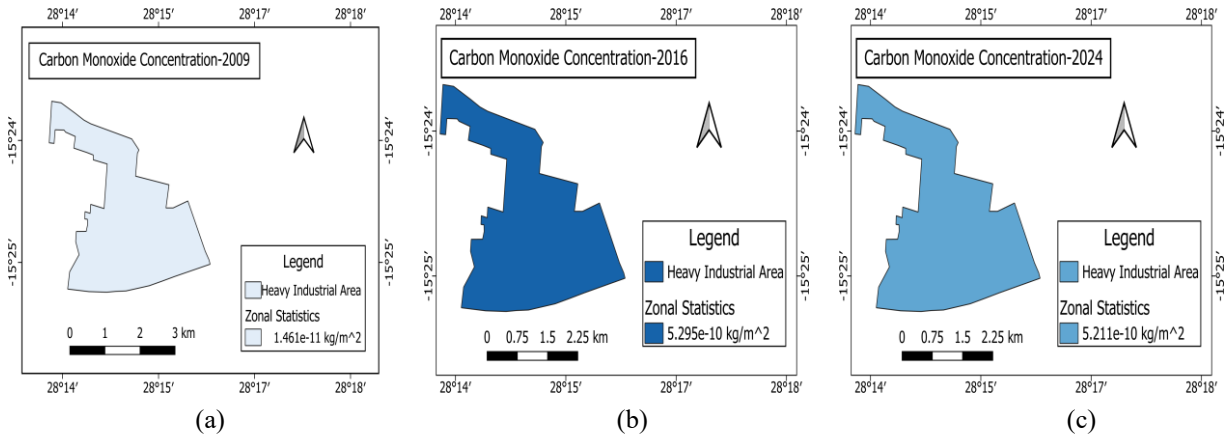 28°14′ 28°15′ 28°17′ 28°18′
Carbon Monoxide Concentration-2009
-15°24′
-15°24′
-15°25′
-15°25′
Legend
Heavy Industrial Area
Zonal Statistics
1.461e-11 kg/m^2
0 1 2 3 km
28°14′ 28°15′ 28°17′ 28°18′
(a)
28°14′ 28°15′ 28°17′ 28°18′
Carbon Monoxide Concentration-2016
-15°24′
-15°24′
-15°25′
-15°25′
Legend
Heavy Industrial Area
Zonal Statistics
5.295e-10 kg/m^2
0 0.75 1.5 2.25 km
28°14′ 28°15′ 28°17′ 28°18′
(b)
28°14′ 28°15′ 28°17′ 28°18′
Carbon Monoxide Concentration-2024
-15°24′
-15°24′
-15°25′
-15°25′
Legend
Heavy Industrial Area
Zonal Statistics
5.211e-10 kg/m^2
0 0.75 1.5 2.25 km
28°14′ 28°15′ 28°17′ 28°18′
(c)